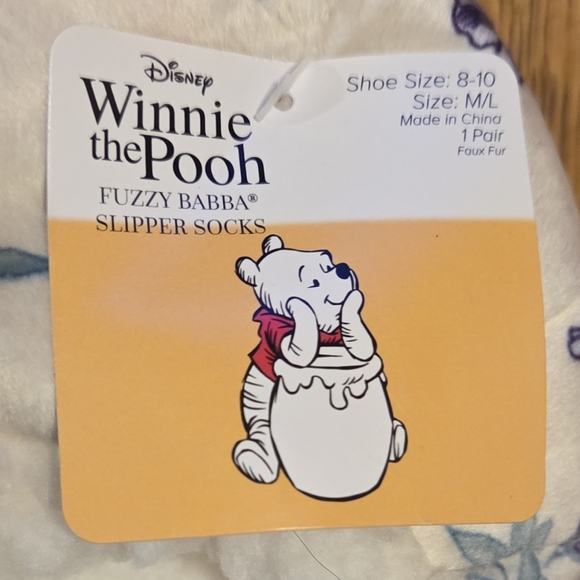 Disney
Winnie
the Pooh
FUZZY BABBA®
SLIPPER SOCKS
Shoe Size: 8-10
Size: M/L
Made in China
1 Pair
Faux Fur